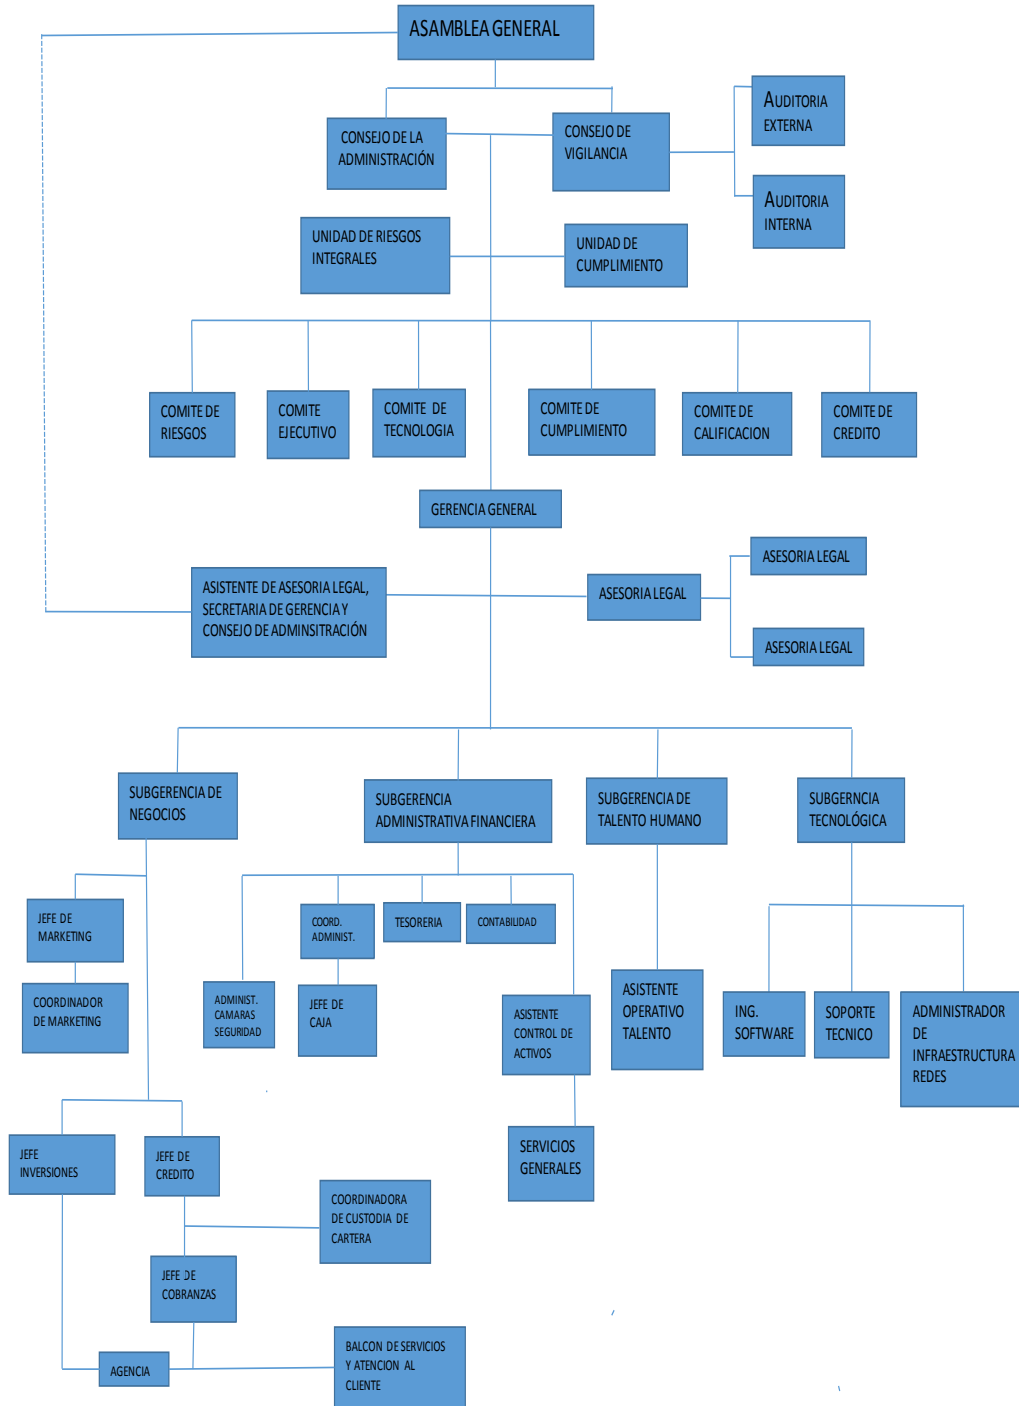 ASAMBLEA GENERAL
CONSEJO DE LA
ADMINISTRACIÓN
CONSEJO DE
VIGILANCIA
AUDITORIA
EXTERNA
AUDITORIA
INTERNA
UNIDAD DE RIESGOS
INTEGRALES
UNIDAD DE
CUMPLIMIENTO
COMITE DE
RIESGOS
COMITE
EJECUTIVO
COMITE DE
TECNOLOGIA
COMITE DE
CUMPLIMIENTO
COMITE DE
CALIFICACION
COMITE DE
CREDITO
GERENCIA GENERAL
ASISTENTE DE ASESORIA LEGAL,
SECRETARIA DE GERENCIA Y
CONSEJO DE ADMINSITRACIÓN
ASESORIA LEGAL
ASESORIA LEGAL
ASESORIA LEGAL
SUBGERENCIA DE
NEGOCIOS
SUBGERENCIA
ADMINISTRATIVA FINANCIERA
SUBGERENCIA DE
TALENTO HUMANO
SUBGERNCIA
TECNOLÓGICA
JEFE DE
MARKETING
COORDINADOR
DE MARKETING
COORD.
ADMINIST.
TESORERIA
CONTABILIDAD
ADMINIST.
CAMARAS
SEGURIDAD
JEFE DE
CAJA
ASISTENTE
CONTROL DE
ACTIVOS
ASISTENTE
OPERATIVO
TALENTO
ING.
SOFTWARE
SOPORTE
TECNICO
ADMINISTRADOR
DE
INFRAESTRUCTURA
REDES
SERVICIOS
GENERALES
JEFE
INVERSIONES
JEFE DE
CREDITO
COORDINADORA
DE CUSTODIA DE
CARTERA
JEFE DE
COBRANZAS
AGENCIA
BALCON DE SERVICIOS
Y ATENCION AL
CLIENTE